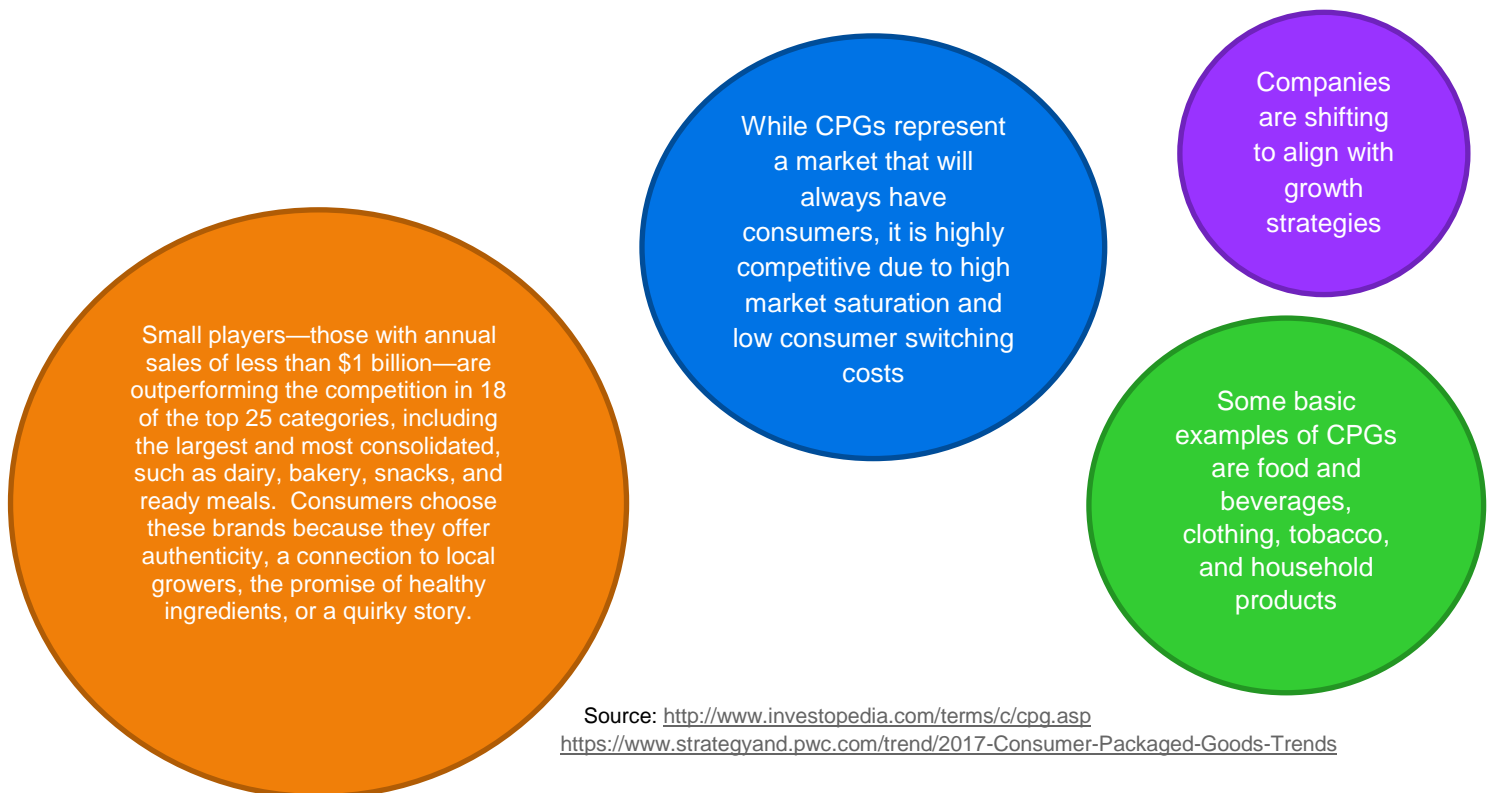 Small players—those with annual
sales of less than $1 billion—are
outperforming the competition in 18
of the top 25 categories, including
the largest and most consolidated,
such as dairy, bakery, snacks, and
ready meals.  Consumers choose
these brands because they offer
authenticity, a connection to local
growers, the promise of healthy
ingredients, or a quirky story.
While CPGs represent
a market that will
always have
consumers, it is highly
competitive due to high
market saturation and
low consumer switching
costs
Companies
are shifting
to align with
growth
strategies
Some basic
examples of CPGs
are food and
beverages,
clothing, tobacco,
and household
products
Source: http://www.investopedia.com/terms/c/cpg.asp
https://www.strategyand.pwc.com/trend/2017-Consumer-Packaged-Goods-Trends